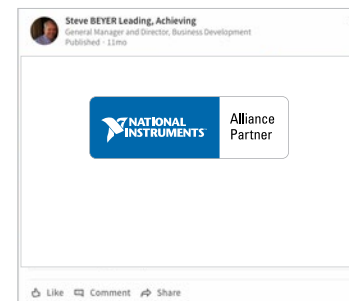 Steve BEYER Leading, Achieving
General Manager and Director, Business Development
Published · 11mo
NATIONAL INSTRUMENTS
Alliance Partner
Like Comment Share